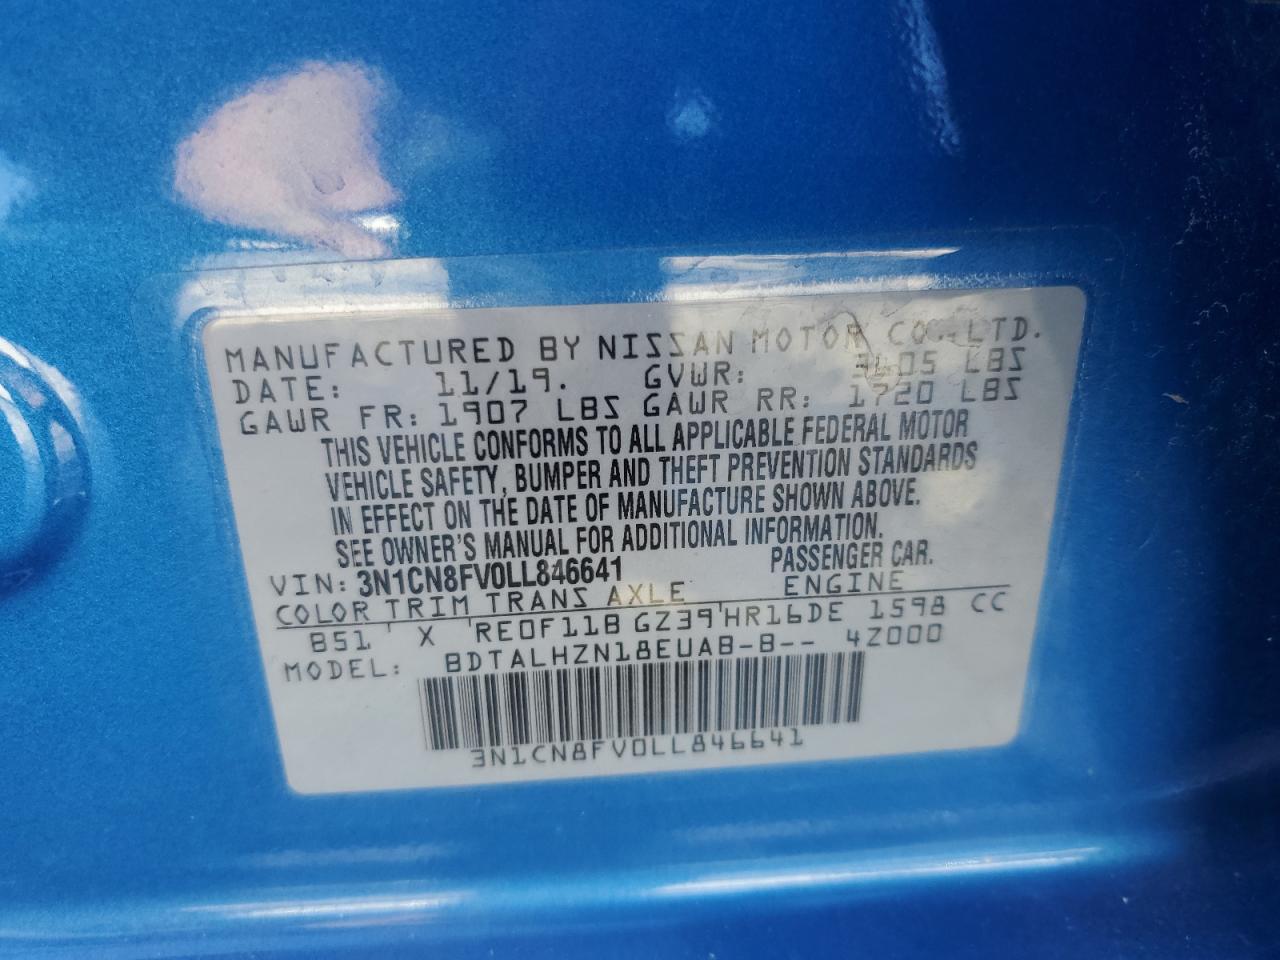 MANUFACTURED BY NISSAN MOTOR CO., LTD.
DATE: 11/19. GVWR: LBS
GAWR FR: 1907 LBS GAWR RR: 1720 LBS
THIS VEHICLE CONFORMS TO ALL APPLICABLE FEDERAL MOTOR
VEHICLE SAFETY, BUMPER AND THEFT PREVENTION STANDARDS
IN EFFECT ON THE DATE OF MANUFACTURE SHOWN ABOVE.
SEE OWNER'S MANUAL FOR ADDITIONAL INFORMATION.
VIN: 3N1CN8FV0LL846641 PASSENGER CAR.
COLOR TRIM TRANS AXLE ENGINE
B51 X RE0F11B GZ39 HR16DE 1598 CC
MODEL: BDTALHZN18EUAB-B-- 4Z000
3N1CN8FV0LL846641